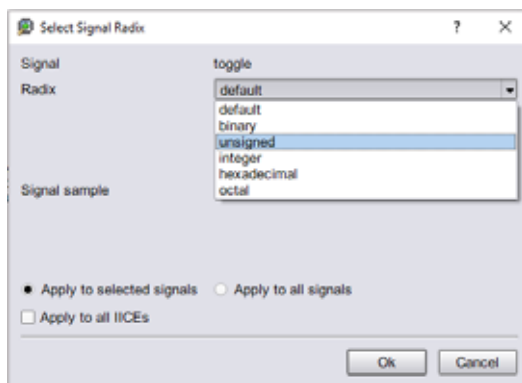 Select Signal Radix ? ×
Signal toggle
Radix default
default
binary
unsigned
integer
hexadecimal
Signal sample octal
Apply to selected signals Apply to all signals
Apply to all IICEs
Ok Cancel